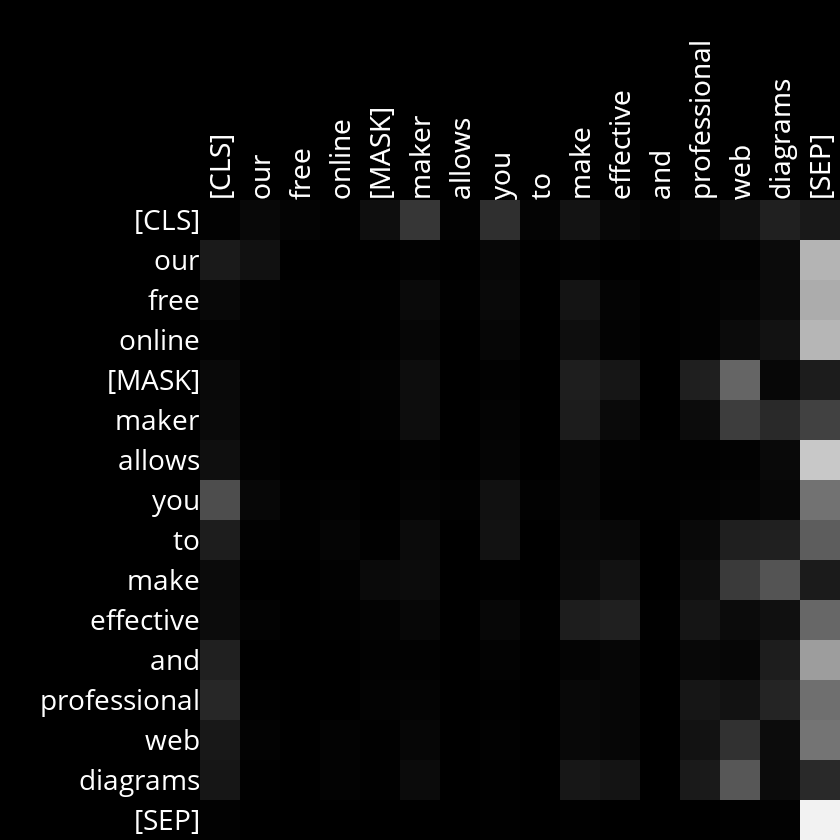 [CLS] our free online [MASK] maker allows you to make effective and professional web diagrams [SEP]
[CLS]
our
free
online
[MASK]
maker
allows
you
to
make
effective
and
professional
web
diagrams
[SEP]